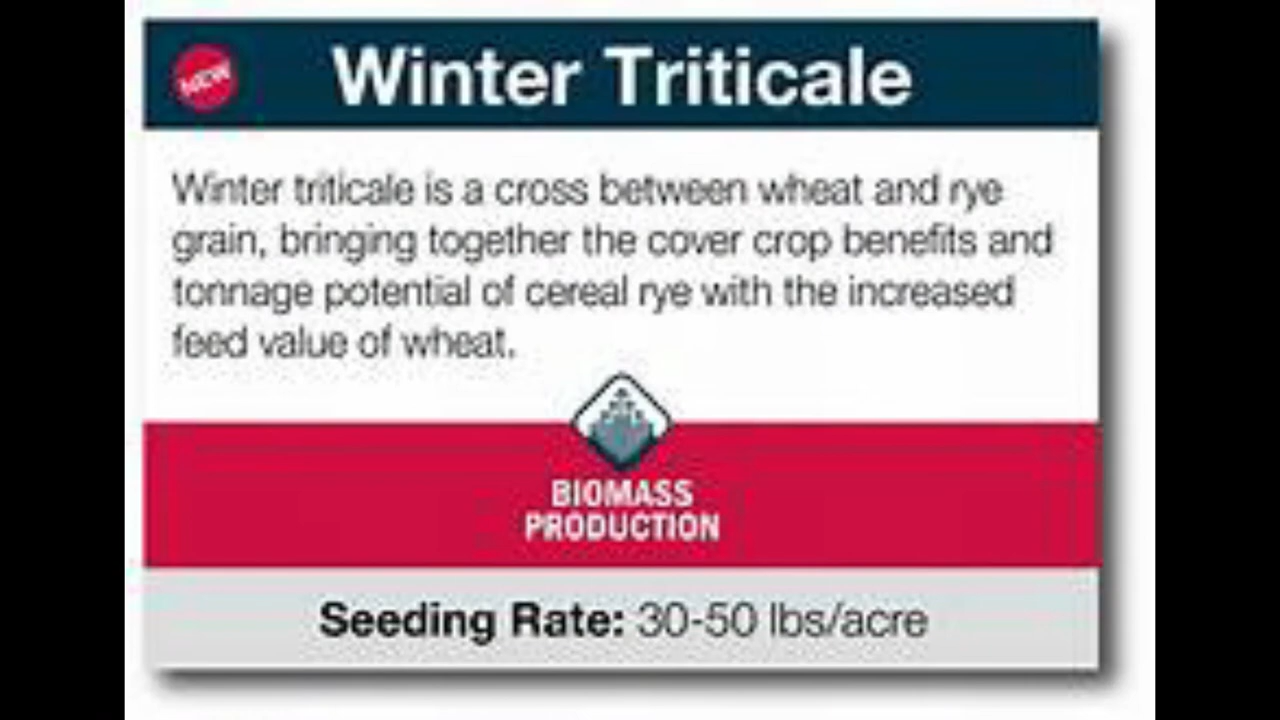 NEW
Winter Triticale
Winter triticale is a cross between wheat and rye
grain, bringing together the cover crop benefits and
tonnage potential of cereal rye with the increased
feed value of wheat.
BIOMASS
PRODUCTION
Seeding Rate: 30-50 lbs/acre